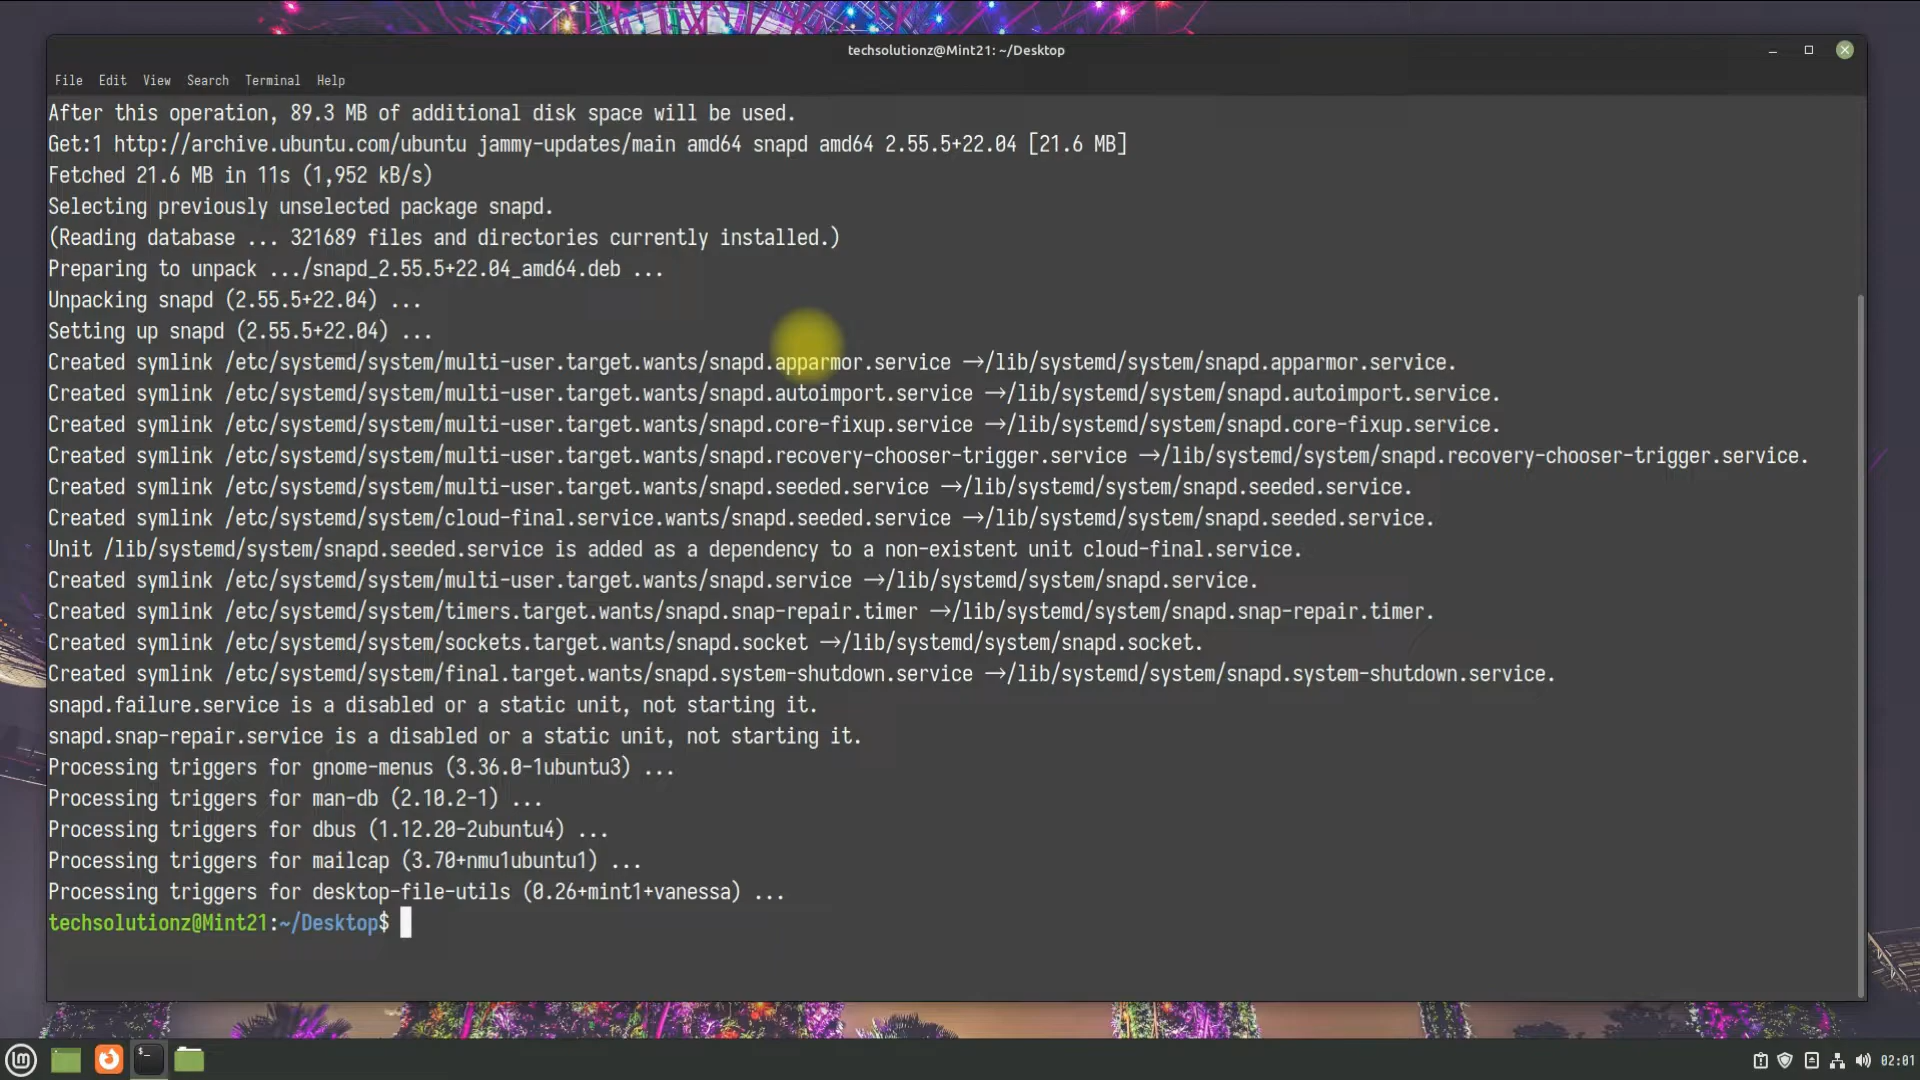 techsolutionz@Mint21: ~/Desktop
File Edit View Search Terminal Help
After this operation, 89.3 MB of additional disk space will be used.
Get:1 http://archive.ubuntu.com/ubuntu jammy-updates/main amd64 snapd amd64 2.55.5+22.04 [21.6 MB]
Fetched 21.6 MB in 11s (1,952 kB/s)
Selecting previously unselected package snapd.
(Reading database ... 321689 files and directories currently installed.)
Preparing to unpack .../snapd_2.55.5+22.04_amd64.deb ...
Unpacking snapd (2.55.5+22.04) ...
Setting up snapd (2.55.5+22.04) ...
Created symlink /etc/systemd/system/multi-user.target.wants/snapd.apparmor.service →/lib/systemd/system/snapd.apparmor.service.
Created symlink /etc/systemd/system/multi-user.target.wants/snapd.autoimport.service →/lib/systemd/system/snapd.autoimport.service.
Created symlink /etc/systemd/system/multi-user.target.wants/snapd.core-fixup.service →/lib/systemd/system/snapd.core-fixup.service.
Created symlink /etc/systemd/system/multi-user.target.wants/snapd.recovery-chooser-trigger.service →/lib/systemd/system/snapd.recovery-chooser-trigger.service.
Created symlink /etc/systemd/system/multi-user.target.wants/snapd.seeded.service →/lib/systemd/system/snapd.seeded.service.
Created symlink /etc/systemd/system/cloud-final.service.wants/snapd.seeded.service →/lib/systemd/system/snapd.seeded.service.
Unit /lib/systemd/system/snapd.seeded.service is added as a dependency to a non-existent unit cloud-final.service.
Created symlink /etc/systemd/system/multi-user.target.wants/snapd.service →/lib/systemd/system/snapd.service.
Created symlink /etc/systemd/system/timers.target.wants/snapd.snap-repair.timer →/lib/systemd/system/snapd.snap-repair.timer.
Created symlink /etc/systemd/system/sockets.target.wants/snapd.socket →/lib/systemd/system/snapd.socket.
Created symlink /etc/systemd/system/final.target.wants/snapd.system-shutdown.service →/lib/systemd/system/snapd.system-shutdown.service.
snapd.failure.service is a disabled or a static unit, not starting it.
snapd.snap-repair.service is a disabled or a static unit, not starting it.
Processing triggers for gnome-menus (3.36.0-1ubuntu3) ...
Processing triggers for man-db (2.10.2-1) ...
Processing triggers for dbus (1.12.20-2ubuntu4) ...
Processing triggers for mailcap (3.70+nmu1ubuntu1) ...
Processing triggers for desktop-file-utils (0.26+mint1+vanessa) ...
techsolutionz@Mint21:~/Desktop$
02:01